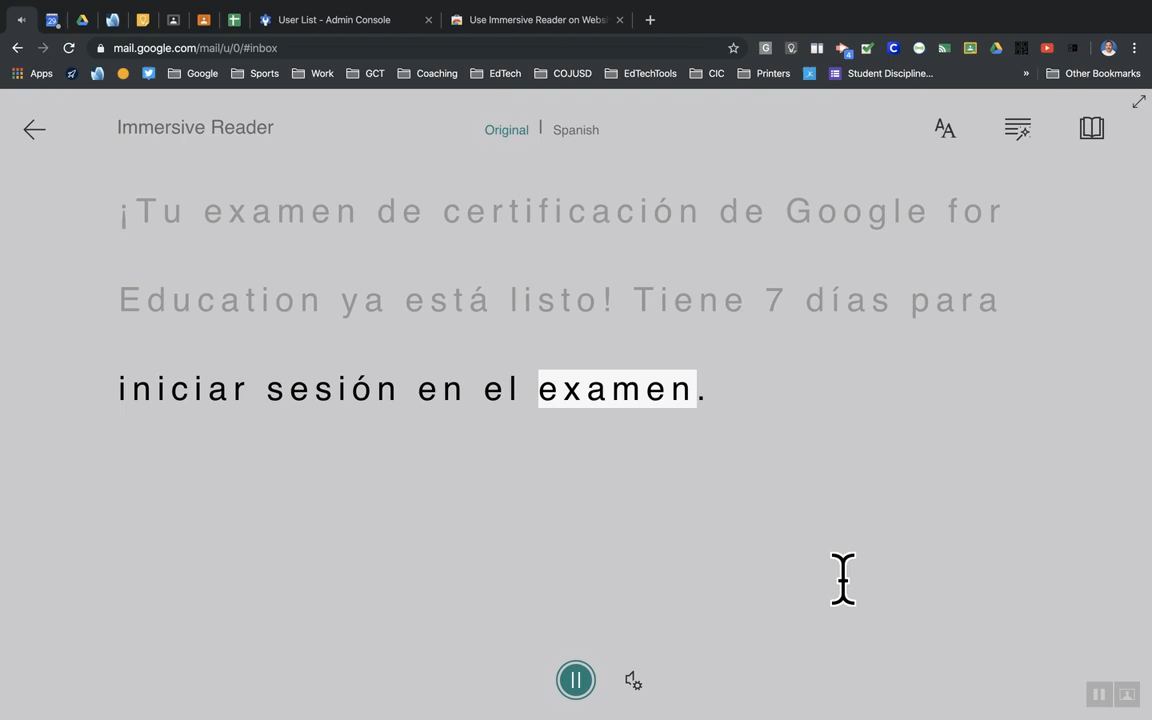 29
User List - Admin Console
Use Immersive Reader on Webs
mail.google.com/mail/u/0/#inbox
4
Apps
Google
Sports
Work
GCT
Coaching
EdTech
COJUSD
EdTechTools
CIC
Printers
Student Discipline...
»
Other Bookmarks
Immersive Reader
Original | Spanish
¡Tu examen de certificación de Google for
Education ya está listo! Tiene 7 días para
iniciar sesión en el examen.